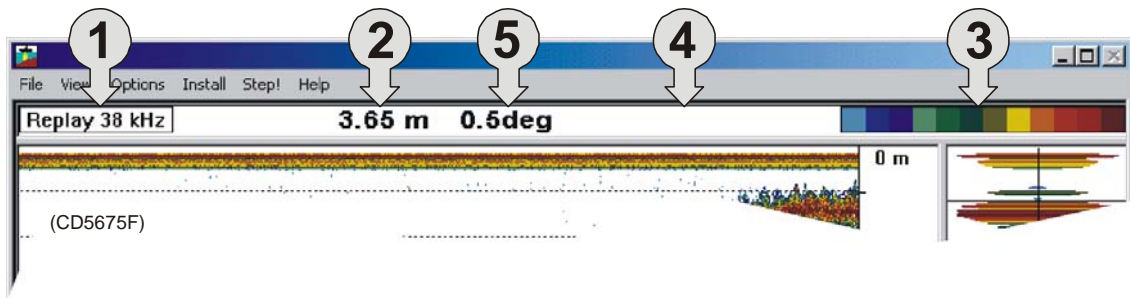 1 2 5 4 3
File View Options Install Step! Help
Replay 38 kHz 3.65 m 0.5deg
0 m
(CD5675F)